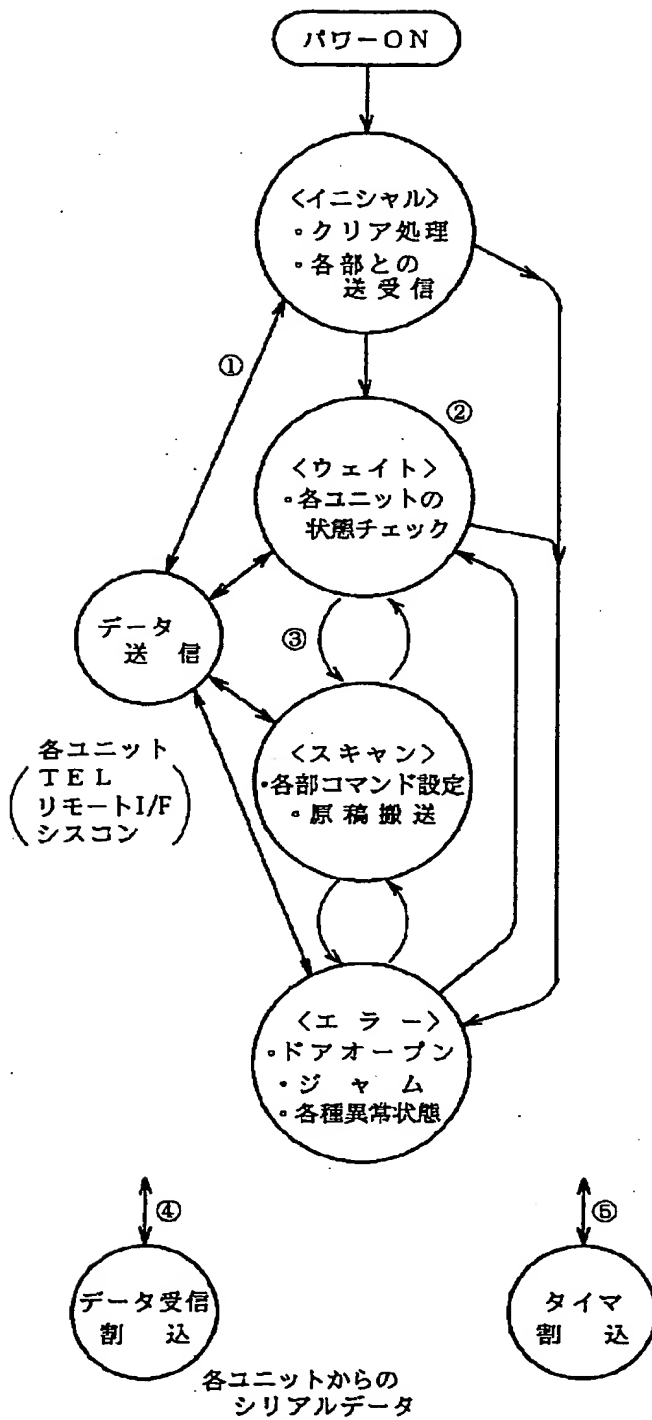 パワーON
<イニシャル>
・クリア処理
・各部との
送受信
①
②
<ウェイト>
・各ユニットの
状態チェック
データ
送信
③
各ユニット
TEL
リモートI/F
シスコン
<スキャン>
・各部コマンド設定
・原稿搬送
<エラー>
・ドアオープン
・ジャム
・各種異常状態
④
⑤
データ受信
割込
タイマ
割込
各ユニットからの
シリアルデータ